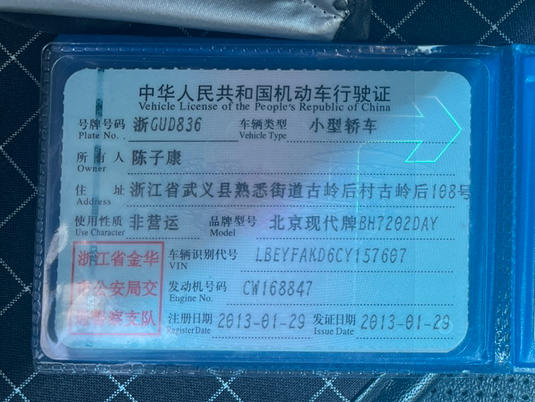 中华人民共和国机动车行驶证
Vehicle License of the People's Republic of China
号牌号码 浙GUD836 车辆类型 小型轿车
Plate No. Vehicle Type
所有人 陈子康
Owner
住址 浙江省武义县熟悉街道古岭后村古岭后108号
Address
使用性质 非营运 品牌型号 北京现代牌BH7202DAY
Use Character Model
浙江省金华 车辆识别代号 LBEYFAKD6CY157607
VIN
市公安局交 发动机号码 CW168847
Engine No.
通警察支队 注册日期 2013-01-29 发证日期 2013-01-29
Register Date Issue Date